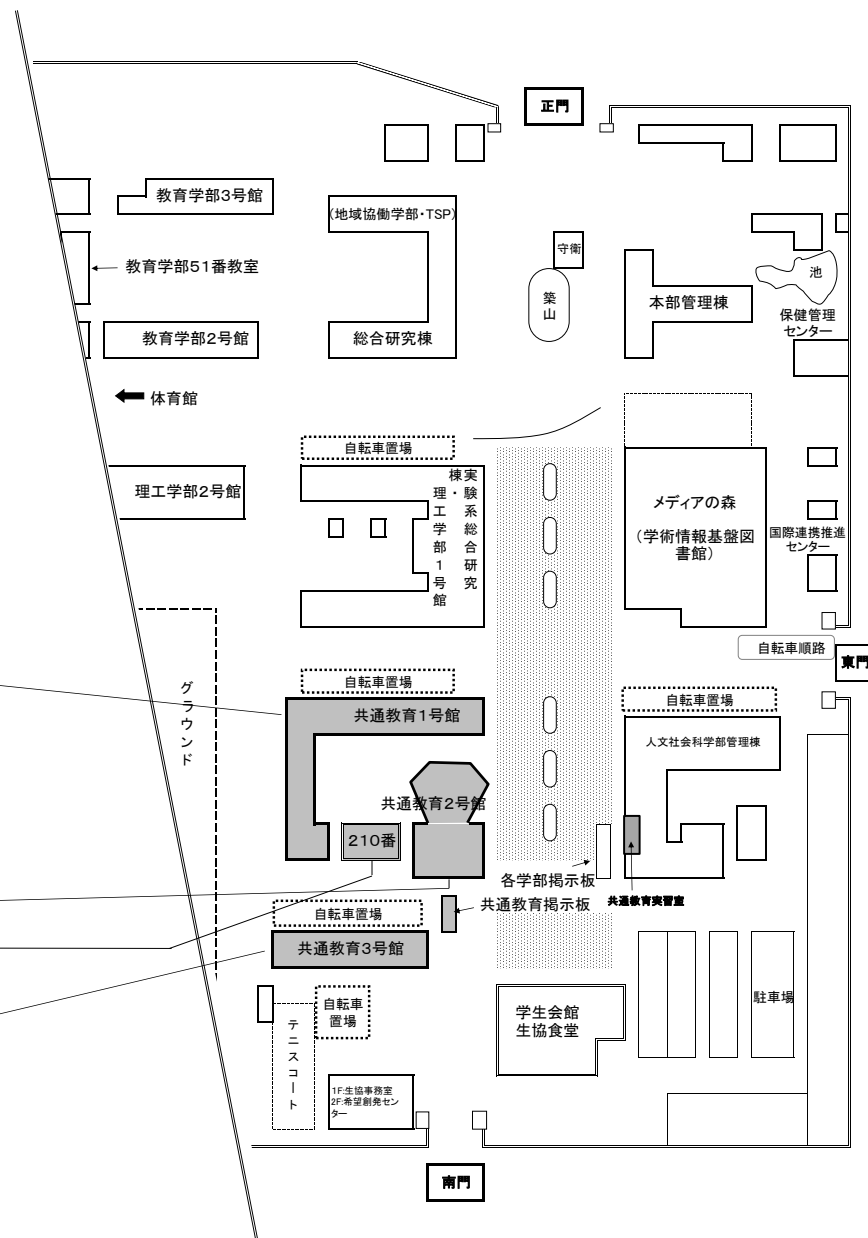 正門
教育学部3号館
(地域協働学部・TSP)
守衛
教育学部51番教室
池
築山
本部管理棟
保健管理
センター
教育学部2号館
総合研究棟
体育館
自転車置場
実験系総合研究
棟・理工学部1号館
理工学部2号館
メディアの森
(学術情報基盤図
書館)
国際連携推進
センター
自転車順路
東門
自転車置場
グラウンド
自転車置場
共通教育1号館
人文社会科学部管理棟
共通教育2号館
210番
各学部掲示板
共通教育実習室
共通教育掲示板
自転車置場
共通教育3号館
自転車
置場
駐車場
学生会館
生協食堂
テニスコート
1F:生協事務室
2F:希望創発セン
ター
南門